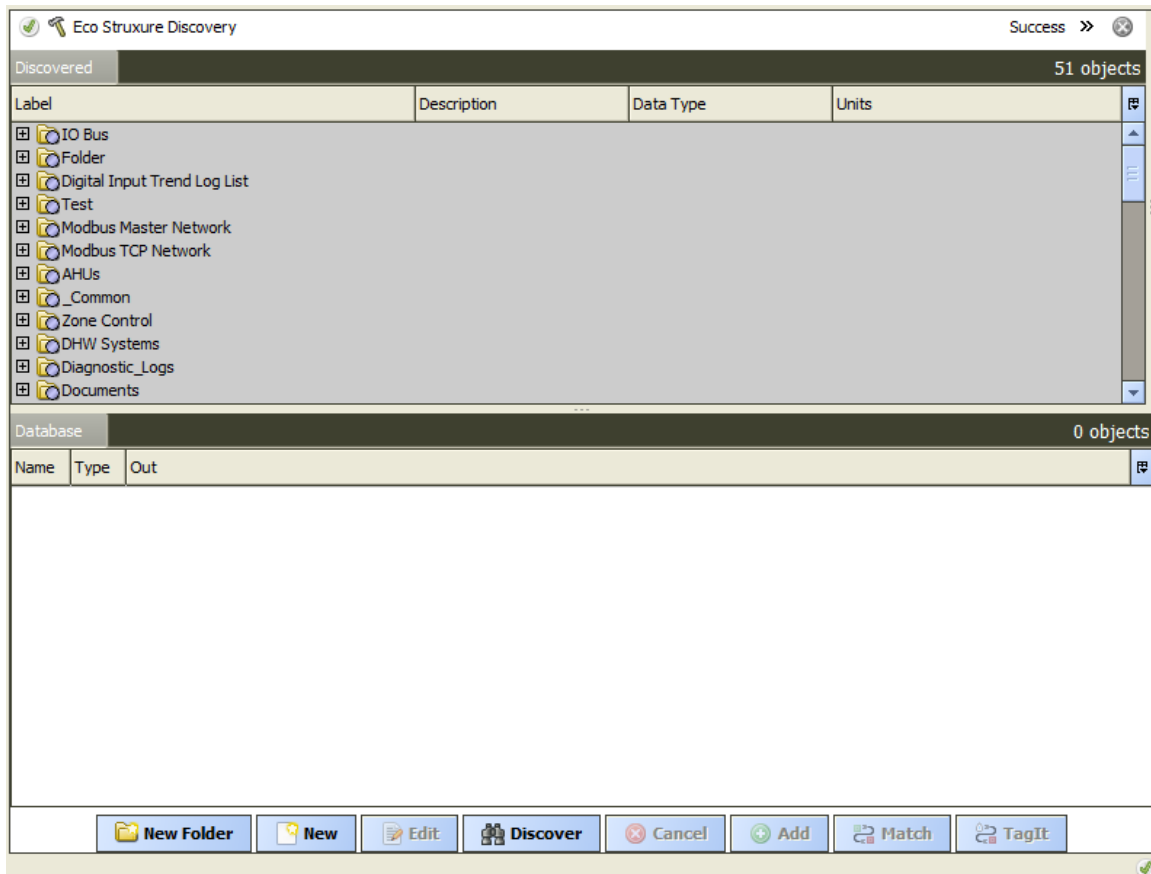 Eco Struxure Discovery Success »
Discovered 51 objects
Label Description Data Type Units
IO Bus
Folder
Digital Input Trend Log List
Test
Modbus Master Network
Modbus TCP Network
AHUs
_Common
Zone Control
DHW Systems
Diagnostic_Logs
Documents
Database 0 objects
Name Type Out
New Folder New Edit Discover Cancel Add Match TagIt